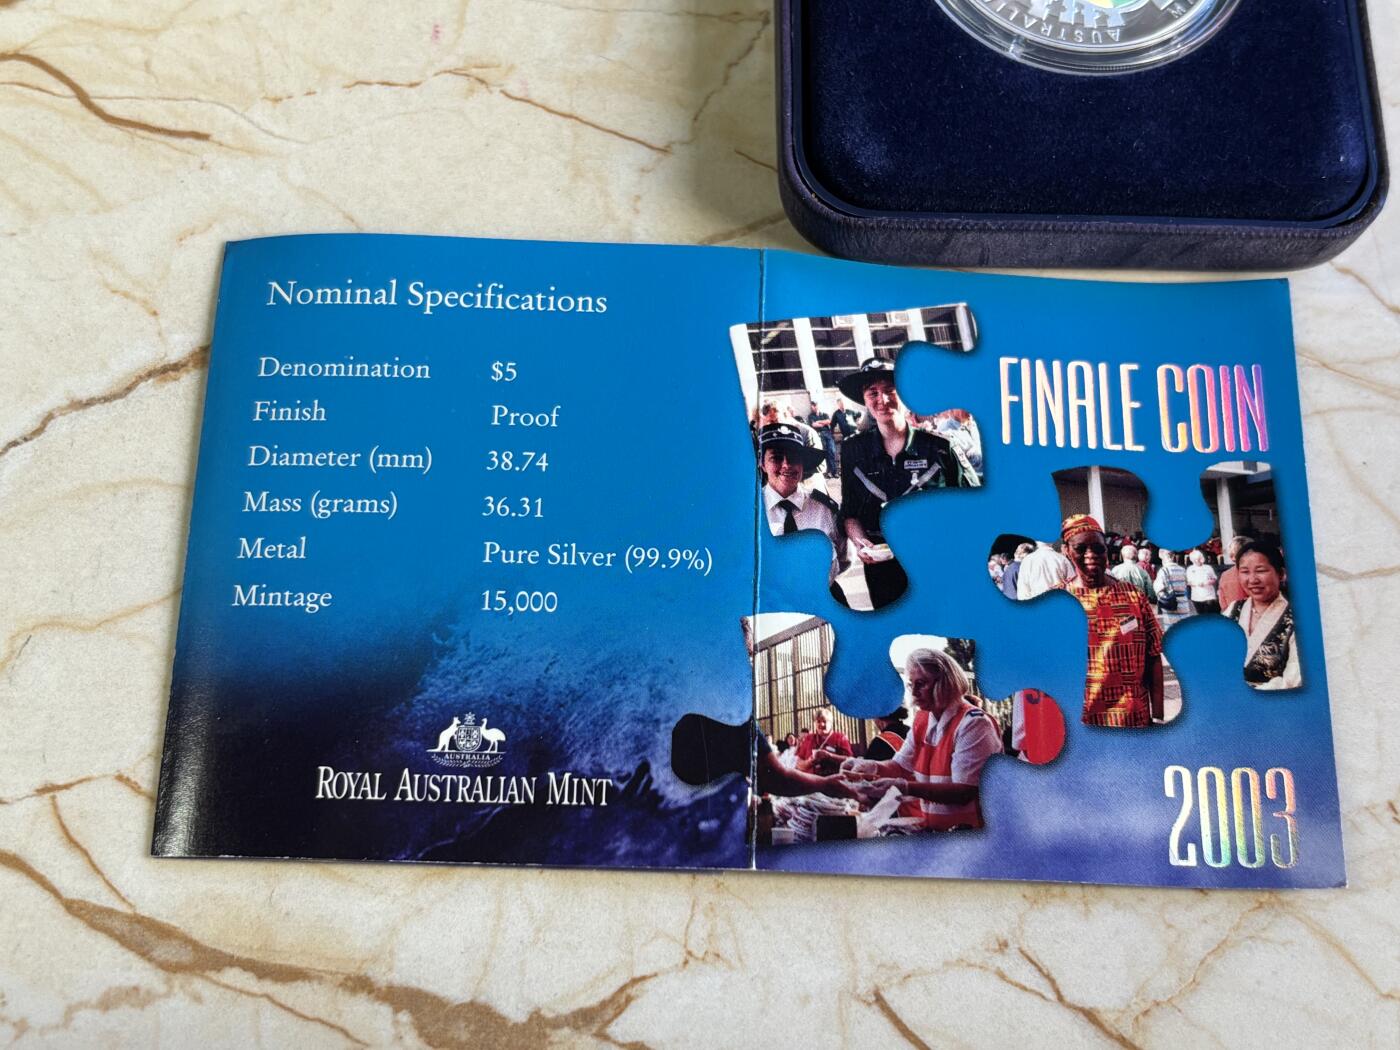 AUSTRALIA
Nominal Specifications
Denomination $5
Finish Proof
Diameter (mm) 38.74
Mass (grams) 36.31
Metal Pure Silver (99.9%)
Mintage 15,000
AUSTRALIA
ROYAL AUSTRALIAN MINT
FINALE COIN
2003